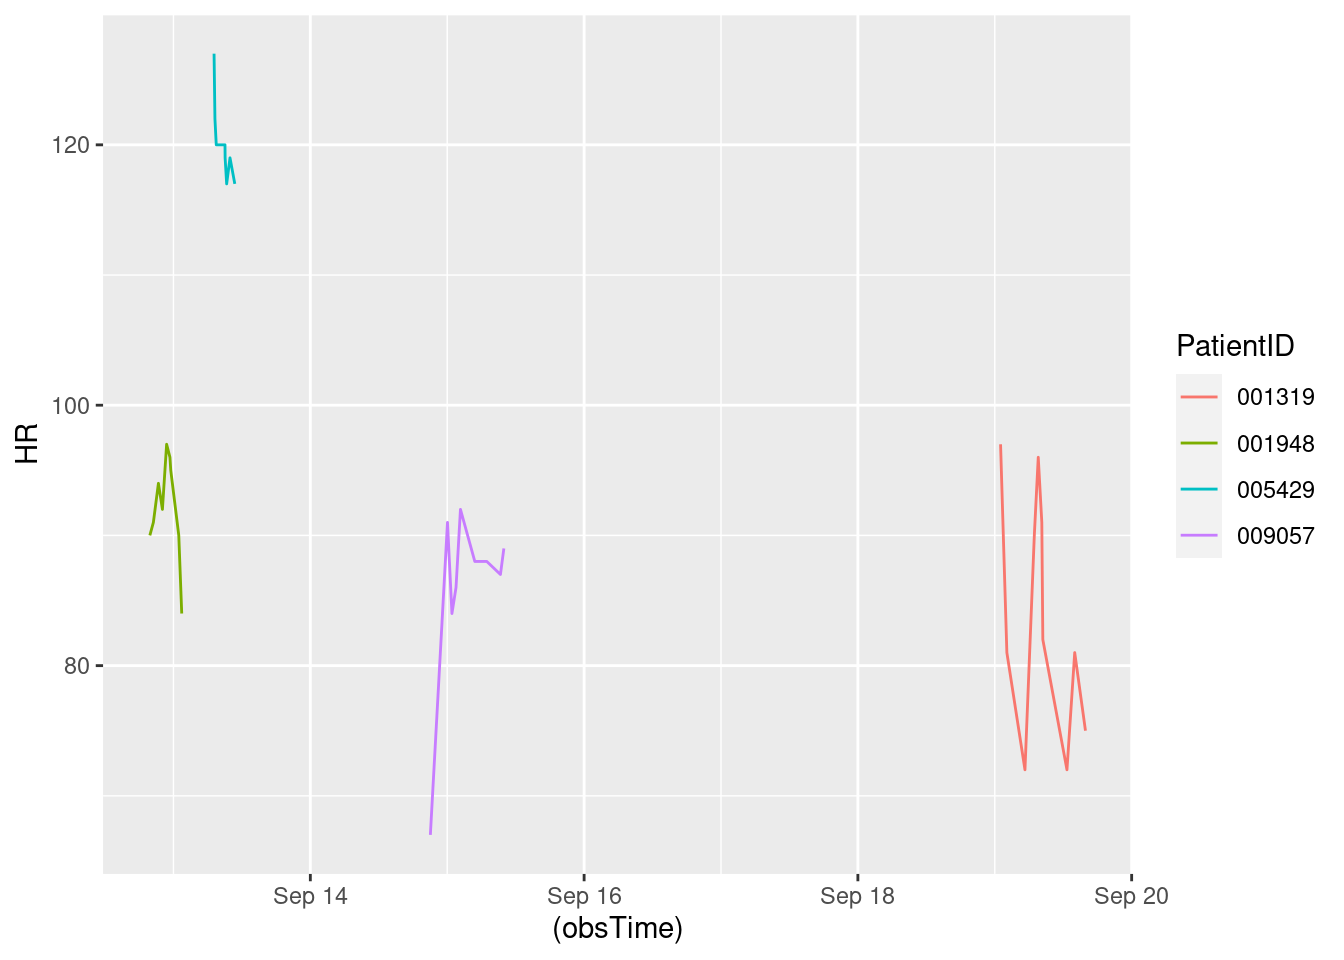 120
100
80
HR
Sep 14
Sep 16
Sep 18
Sep 20
(obsTime)
PatientID
001319
001948
005429
009057